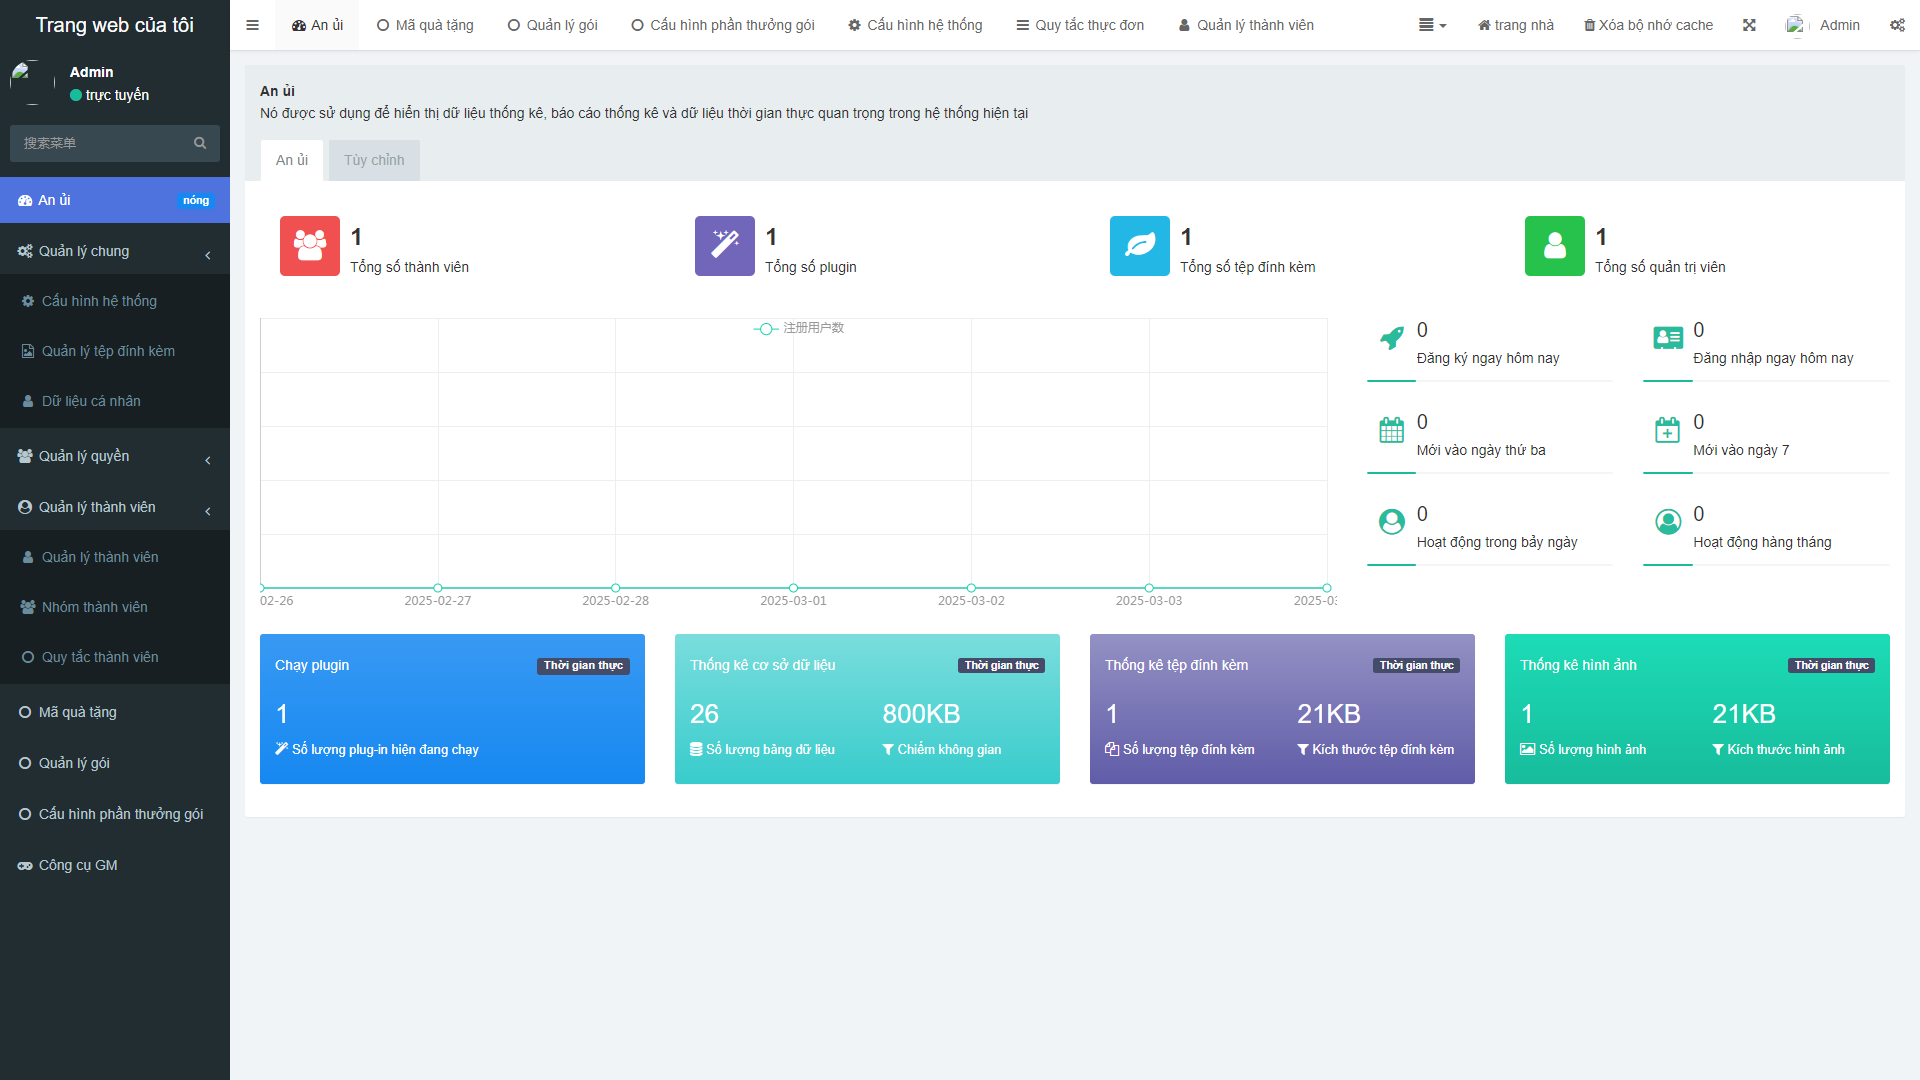 Trang web của tôi
Admin
trực tuyến
搜索菜单
An ủi
nóng
Quản lý chung
Cấu hình hệ thống
Quản lý tệp đính kèm
Dữ liệu cá nhân
Quản lý quyền
Quản lý thành viên
Quản lý thành viên
Nhóm thành viên
Quy tắc thành viên
Mã quà tặng
Quản lý gói
Cấu hình phần thưởng gói
Công cụ GM
An ủi
Mã quà tặng
Quản lý gói
Cấu hình phần thưởng gói
Cấu hình hệ thống
Quy tắc thực đơn
Quản lý thành viên
trang nhà
Xóa bộ nhớ cache
Admin
An ủi
Nó được sử dụng để hiển thị dữ liệu thống kê, báo cáo thống kê và dữ liệu thời gian thực quan trọng trong hệ thống hiện tại
An ủi
Tùy chỉnh
1
Tổng số thành viên
1
Tổng số plugin
1
Tổng số tệp đính kèm
1
Tổng số quản trị viên
注册用户数
02-26
2025-02-27
2025-02-28
2025-03-01
2025-03-02
2025-03-03
2025-03
0
Đăng ký ngay hôm nay
0
Đăng nhập ngay hôm nay
0
Mới vào ngày thứ ba
0
Mới vào ngày 7
0
Hoạt động trong bảy ngày
0
Hoạt động hàng tháng
Chạy plugin
Thời gian thực
1
Số lượng plug-in hiện đang chạy
Thống kê cơ sở dữ liệu
Thời gian thực
26
Số lượng bảng dữ liệu
800KB
Chiếm không gian
Thống kê tệp đính kèm
Thời gian thực
1
Số lượng tệp đính kèm
21KB
Kích thước tệp đính kèm
Thống kê hình ảnh
Thời gian thực
1
Số lượng hình ảnh
21KB
Kích thước hình ảnh